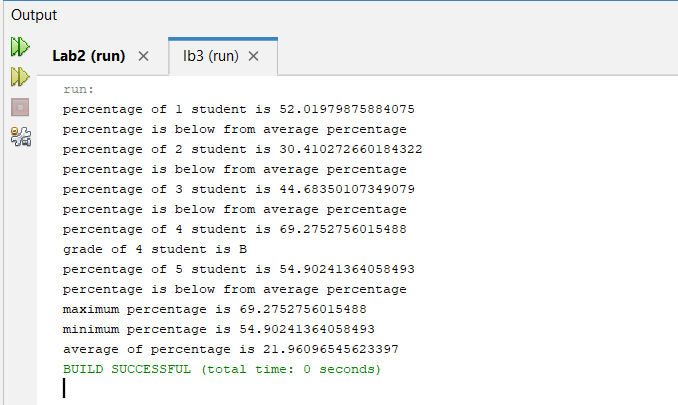 Output
Lab2 (run)
lb3 (run)
run:
percentage of 1 student is 52.01979875884075
percentage is below from average percentage
percentage of 2 student is 30.410272660184322
percentage is below from average percentage
percentage of 3 student is 44.68350107349079
percentage is below from average percentage
percentage of 4 student is 69.2752756015488
grade of 4 student is B
percentage of 5 student is 54.90241364058493
percentage is below from average percentage
maximum percentage is 69.2752756015488
minimum percentage is 54.90241364058493
average of percentage is 21.96096545623397
BUILD SUCCESSFUL (total time: 0 seconds)